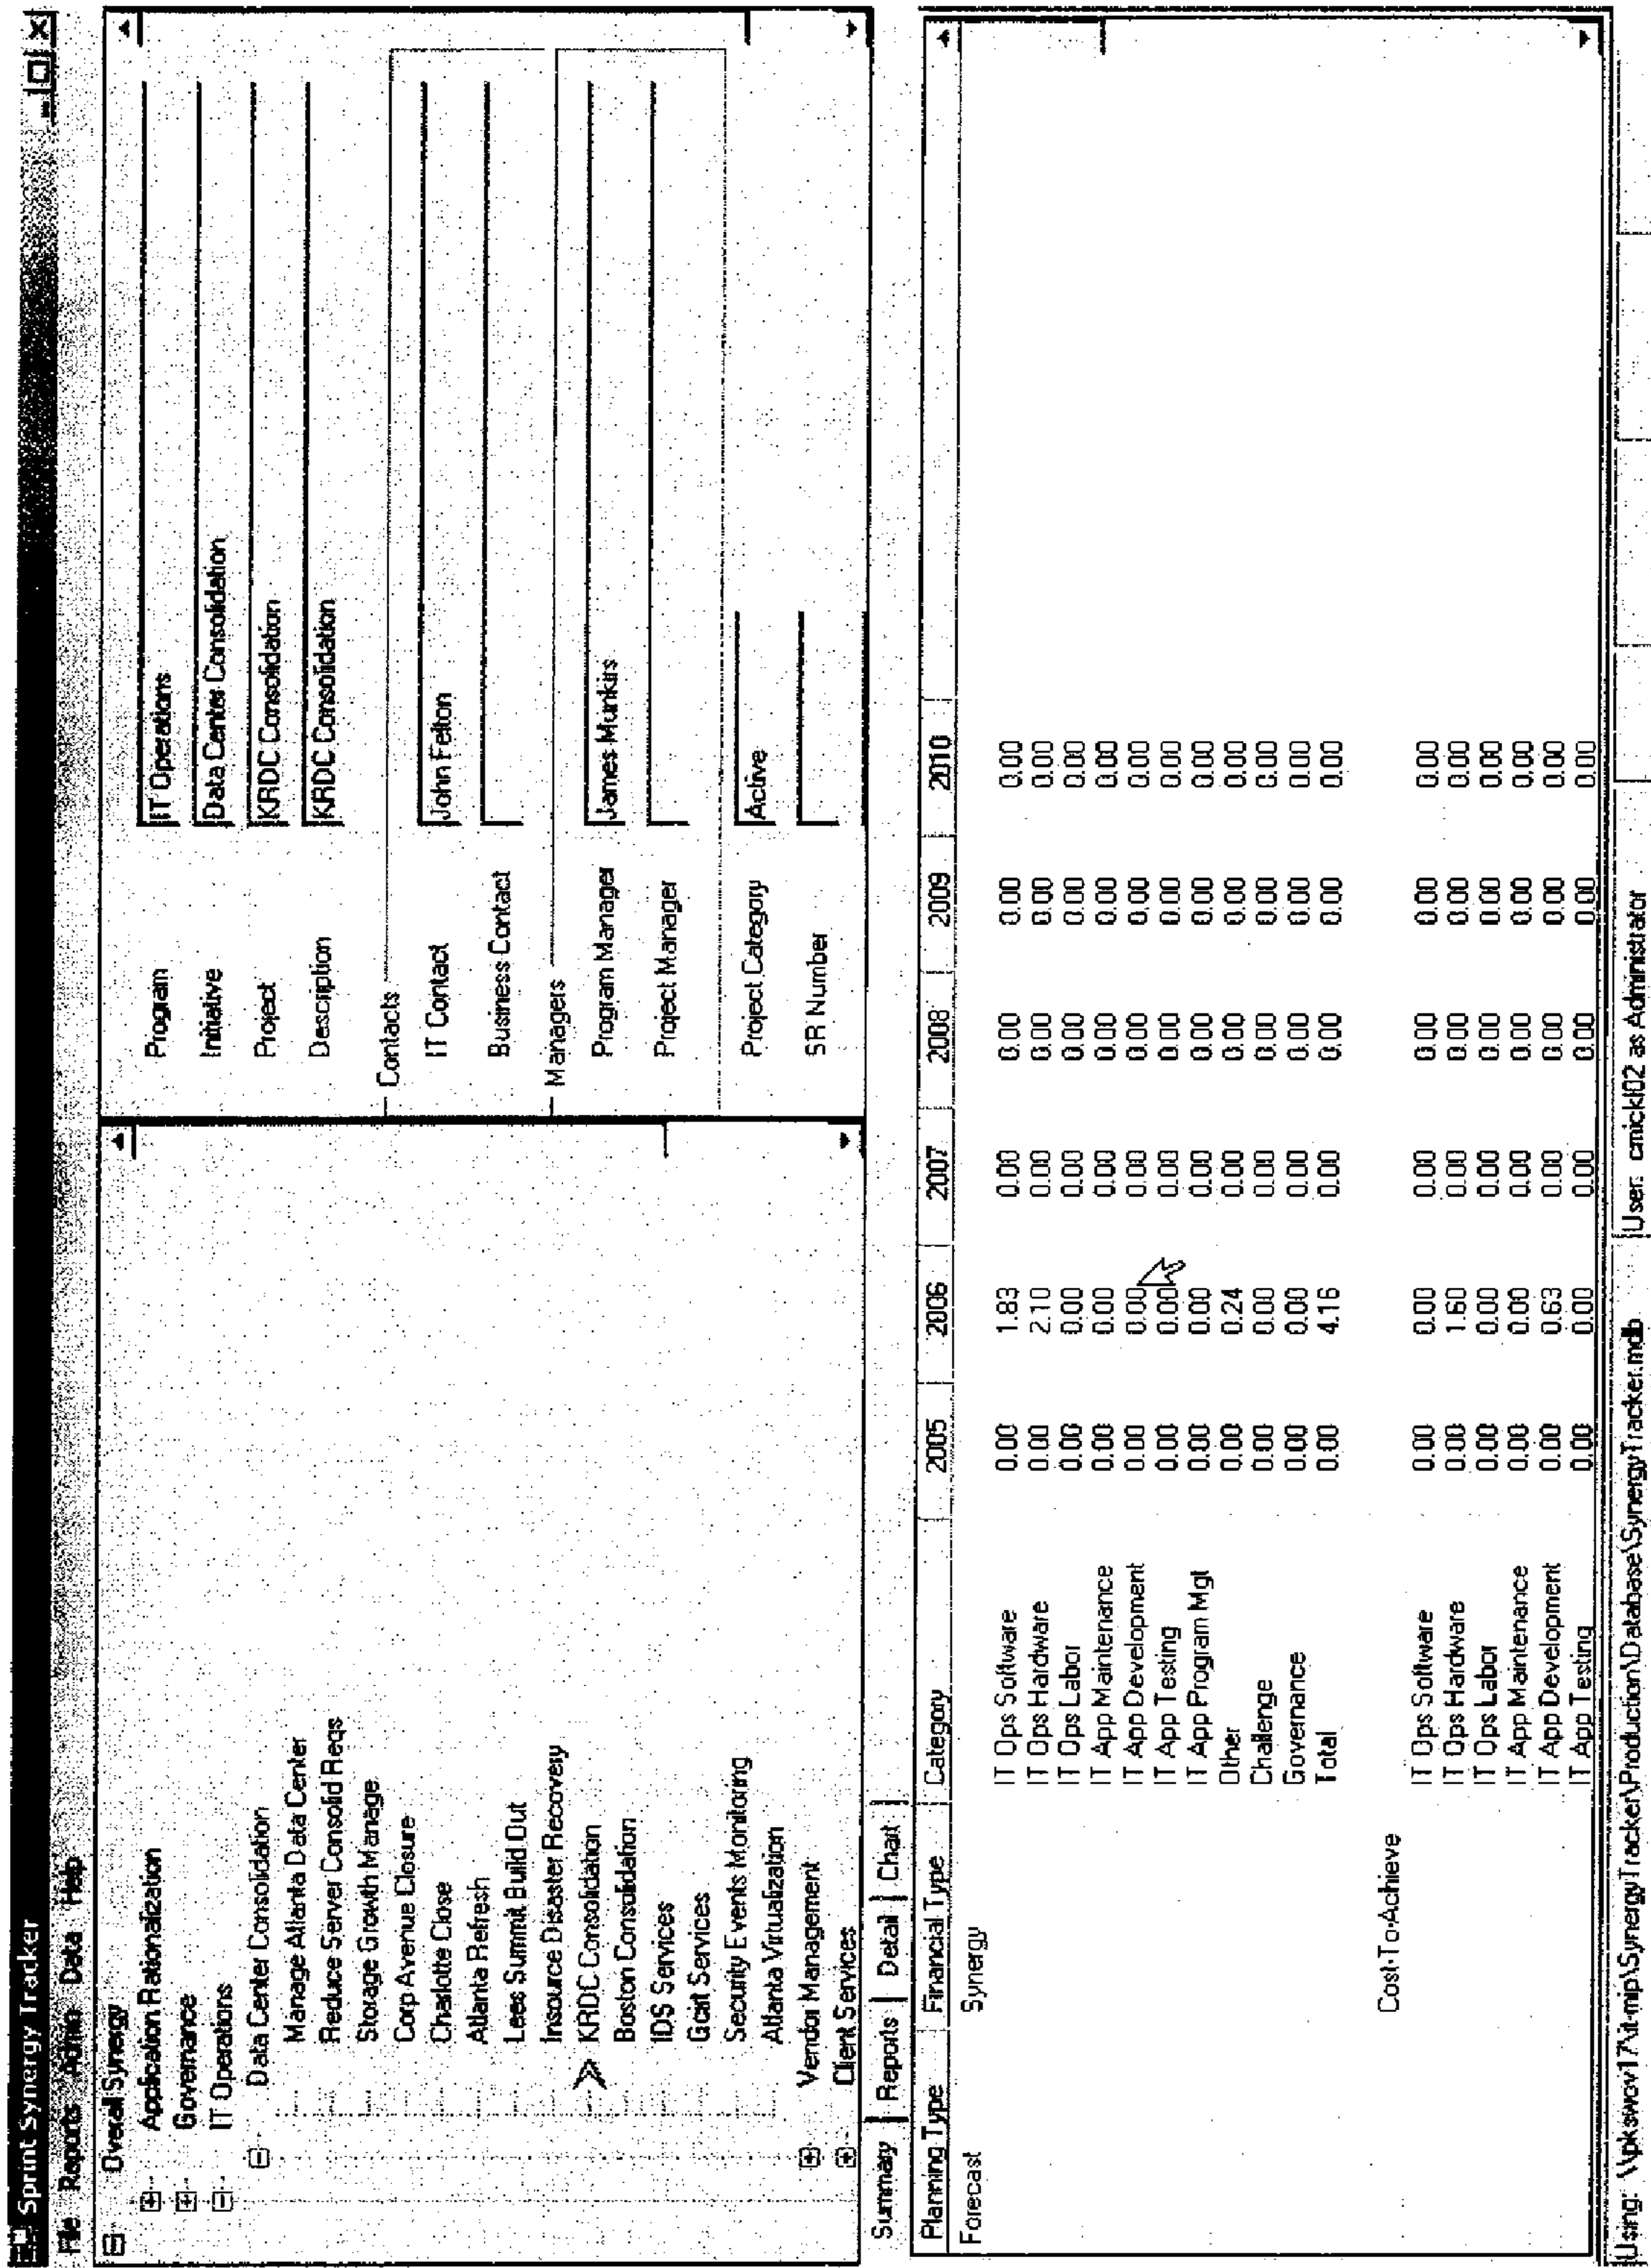 Sprint Synergy Tracker
File Reports Admin Data Help
Overall Synergy
Application Rationalization
Governance
IT Operations
Data Center Consolidation
Manage Atlanta Data Center
Reduce Server Consolid Reqs
Storage Growth Manage
Corp Avenue Closure
Charlotte Close
Atlanta Refresh
Lees Summit Build Out
Insource Disaster Recovery
KRDC Consolidation
Boston Consolidation
IDS Services
Gort Services
Security Events Monitoring
Atlanta Virtualization
Vendor Management
Client Services
Program IT Operations
Initiative Data Center Consolidation
Project KRDC Consolidation
Description KRDC Consolidation
Contacts
IT Contact John Felton
Business Contact
Managers
Program Manager James Munkirs
Project Manager
Project Category Active
SR Number
Summary Reports Detail Chart
Planning Type Financial Type Category 2005 2006 2007 2008 2009 2010
Forecast Synergy
IT Ops Software 0.00 1.83 0.00 0.00 0.00 0.00
IT Ops Hardware 0.00 2.10 0.00 0.00 0.00 0.00
IT Ops Labor 0.00 0.00 0.00 0.00 0.00 0.00
IT App Maintenance 0.00 0.00 0.00 0.00 0.00 0.00
IT App Development 0.00 0.00 0.00 0.00 0.00 0.00
IT App Testing 0.00 0.00 0.00 0.00 0.00 0.00
IT App Program Mgt 0.00 0.00 0.00 0.00 0.00 0.00
Other 0.00 0.24 0.00 0.00 0.00 0.00
Challenge 0.00 0.00 0.00 0.00 0.00 0.00
Governance 0.00 0.00 0.00 0.00 0.00 0.00
Total 0.00 4.16 0.00 0.00 0.00 0.00
Cost-To-Achieve
IT Ops Software 0.00 0.00 0.00 0.00 0.00 0.00
IT Ops Hardware 0.00 1.60 0.00 0.00 0.00 0.00
IT Ops Labor 0.00 0.00 0.00 0.00 0.00 0.00
IT App Maintenance 0.00 0.00 0.00 0.00 0.00 0.00
IT App Development 0.00 0.63 0.00 0.00 0.00 0.00
IT App Testing 0.00 0.00 0.00 0.00 0.00 0.00
Using: \\pkswov17\it-mip\SynergyTracker\Production\Database\SynergyTracker.mdb User: cmickl02 as Administrator